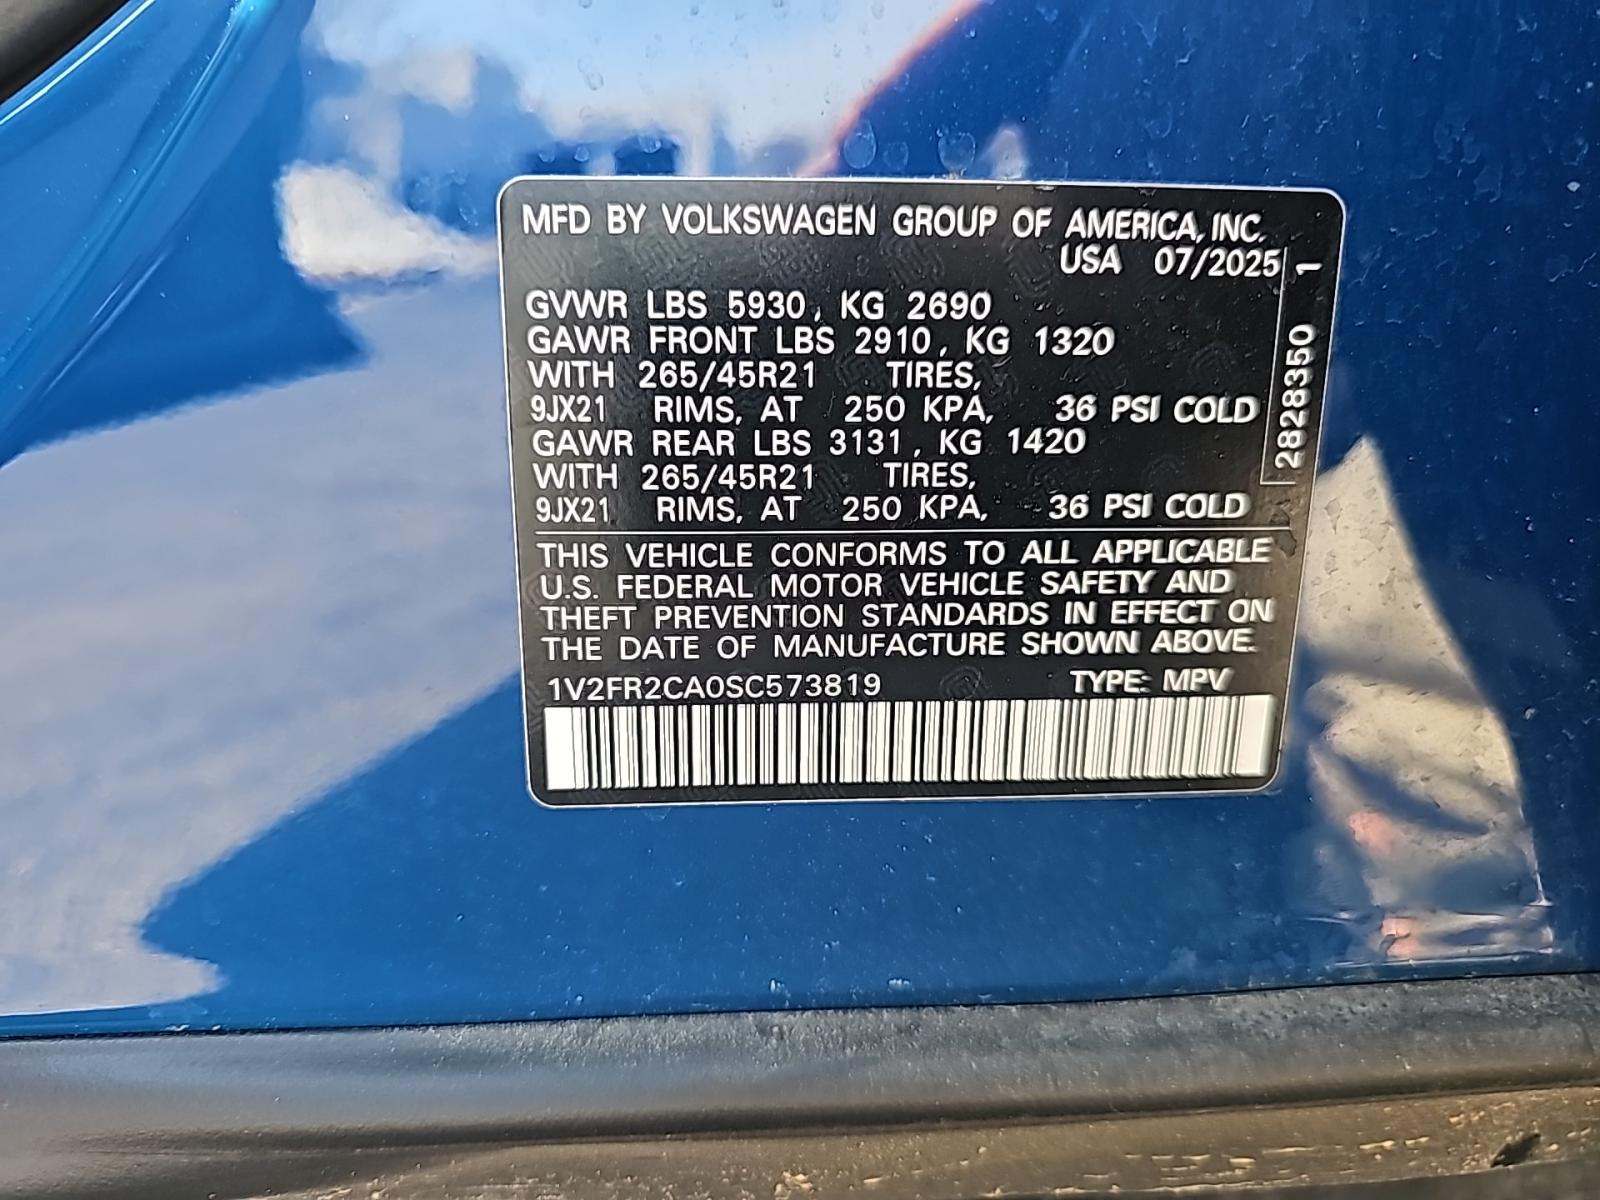 MFD BY VOLKSWAGEN GROUP OF AMERICA, INC.
USA 07/2025
GVWR LBS 5930, KG 2690
GAWR FRONT LBS 2910, KG 1320
WITH 265/45R21 TIRES,
9JX21 RIMS, AT 250 KPA, 36 PSI COLD
GAWR REAR LBS 3131, KG 1420
WITH 265/45R21 TIRES,
9JX21 RIMS, AT 250 KPA, 36 PSI COLD
2828350 1
THIS VEHICLE CONFORMS TO ALL APPLICABLE
U.S. FEDERAL MOTOR VEHICLE SAFETY AND
THEFT PREVENTION STANDARDS IN EFFECT ON
THE DATE OF MANUFACTURE SHOWN ABOVE.
1V2FR2CA0SC573819 TYPE: MPV